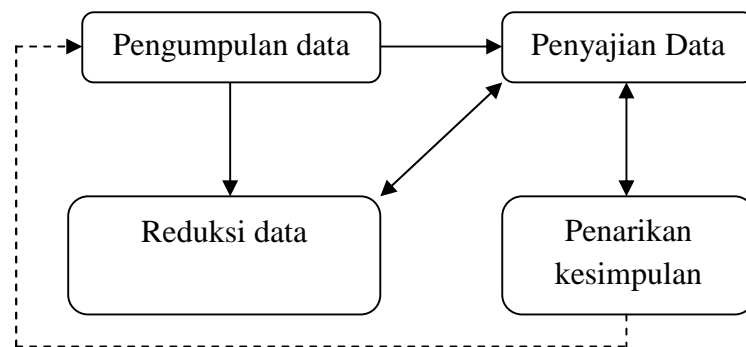 Pengumpulan data
Penyajian Data
Reduksi data
Penarikan
kesimpulan